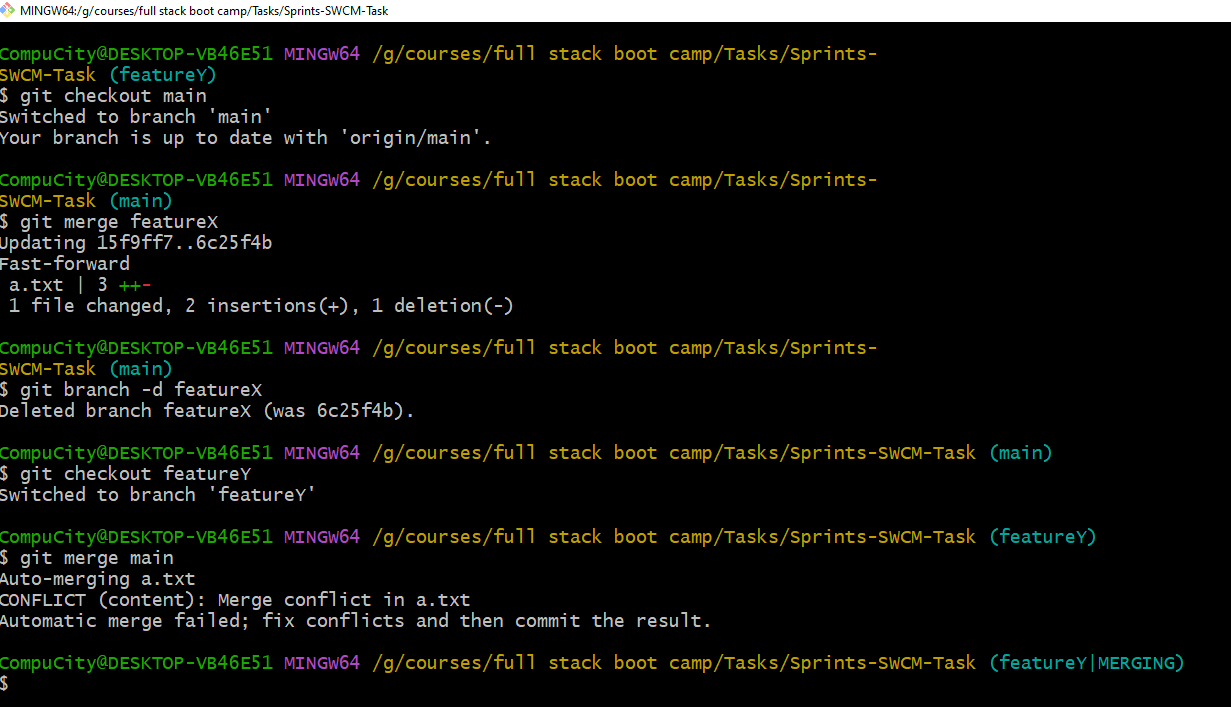 MINGW64:/g/courses/full stack boot camp/Tasks/Sprints-SWCM-Task
CompuCity@DESKTOP-VB46E51 MINGW64 /g/courses/full stack boot camp/Tasks/Sprints-
SWCM-Task (featureY)
$ git checkout main
Switched to branch 'main'
Your branch is up to date with 'origin/main'.
CompuCity@DESKTOP-VB46E51 MINGW64 /g/courses/full stack boot camp/Tasks/Sprints-
SWCM-Task (main)
$ git merge featureX
Updating 15f9ff7..6c25f4b
Fast-forward
a.txt | 3 ++-
1 file changed, 2 insertions(+), 1 deletion(-)
CompuCity@DESKTOP-VB46E51 MINGW64 /g/courses/full stack boot camp/Tasks/Sprints-
SWCM-Task (main)
$ git branch -d featureX
Deleted branch featureX (was 6c25f4b).
CompuCity@DESKTOP-VB46E51 MINGW64 /g/courses/full stack boot camp/Tasks/Sprints-SWCM-Task (main)
$ git checkout featureY
Switched to branch 'featureY'
CompuCity@DESKTOP-VB46E51 MINGW64 /g/courses/full stack boot camp/Tasks/Sprints-SWCM-Task (featureY)
$ git merge main
Auto-merging a.txt
CONFLICT (content): Merge conflict in a.txt
Automatic merge failed; fix conflicts and then commit the result.
CompuCity@DESKTOP-VB46E51 MINGW64 /g/courses/full stack boot camp/Tasks/Sprints-SWCM-Task (featureY|MERGING)
$